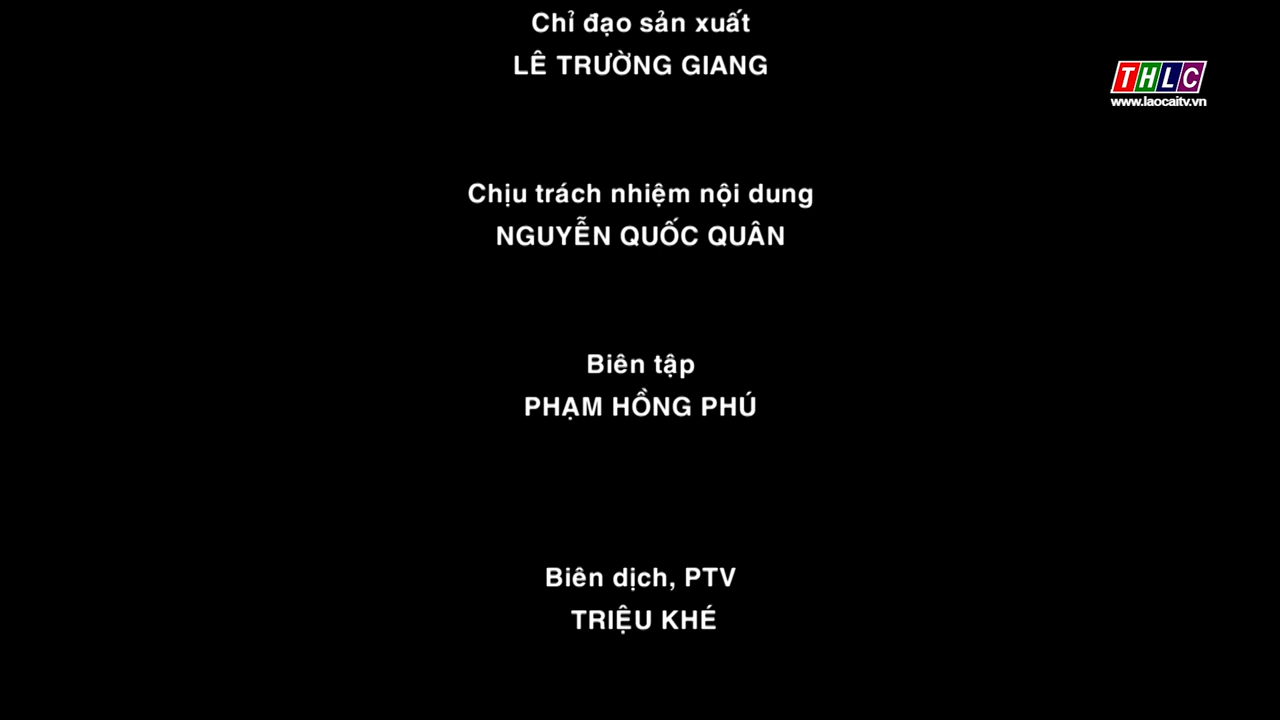 Chỉ đạo sản xuất
LÊ TRƯỜNG GIANG
THLC
www.laocaitv.vn
Chịu trách nhiệm nội dung
NGUYỄN QUỐC QUÂN
Biên tập
PHẠM HỒNG PHÚ
Biên dịch, PTV
TRIỆU KHÉ